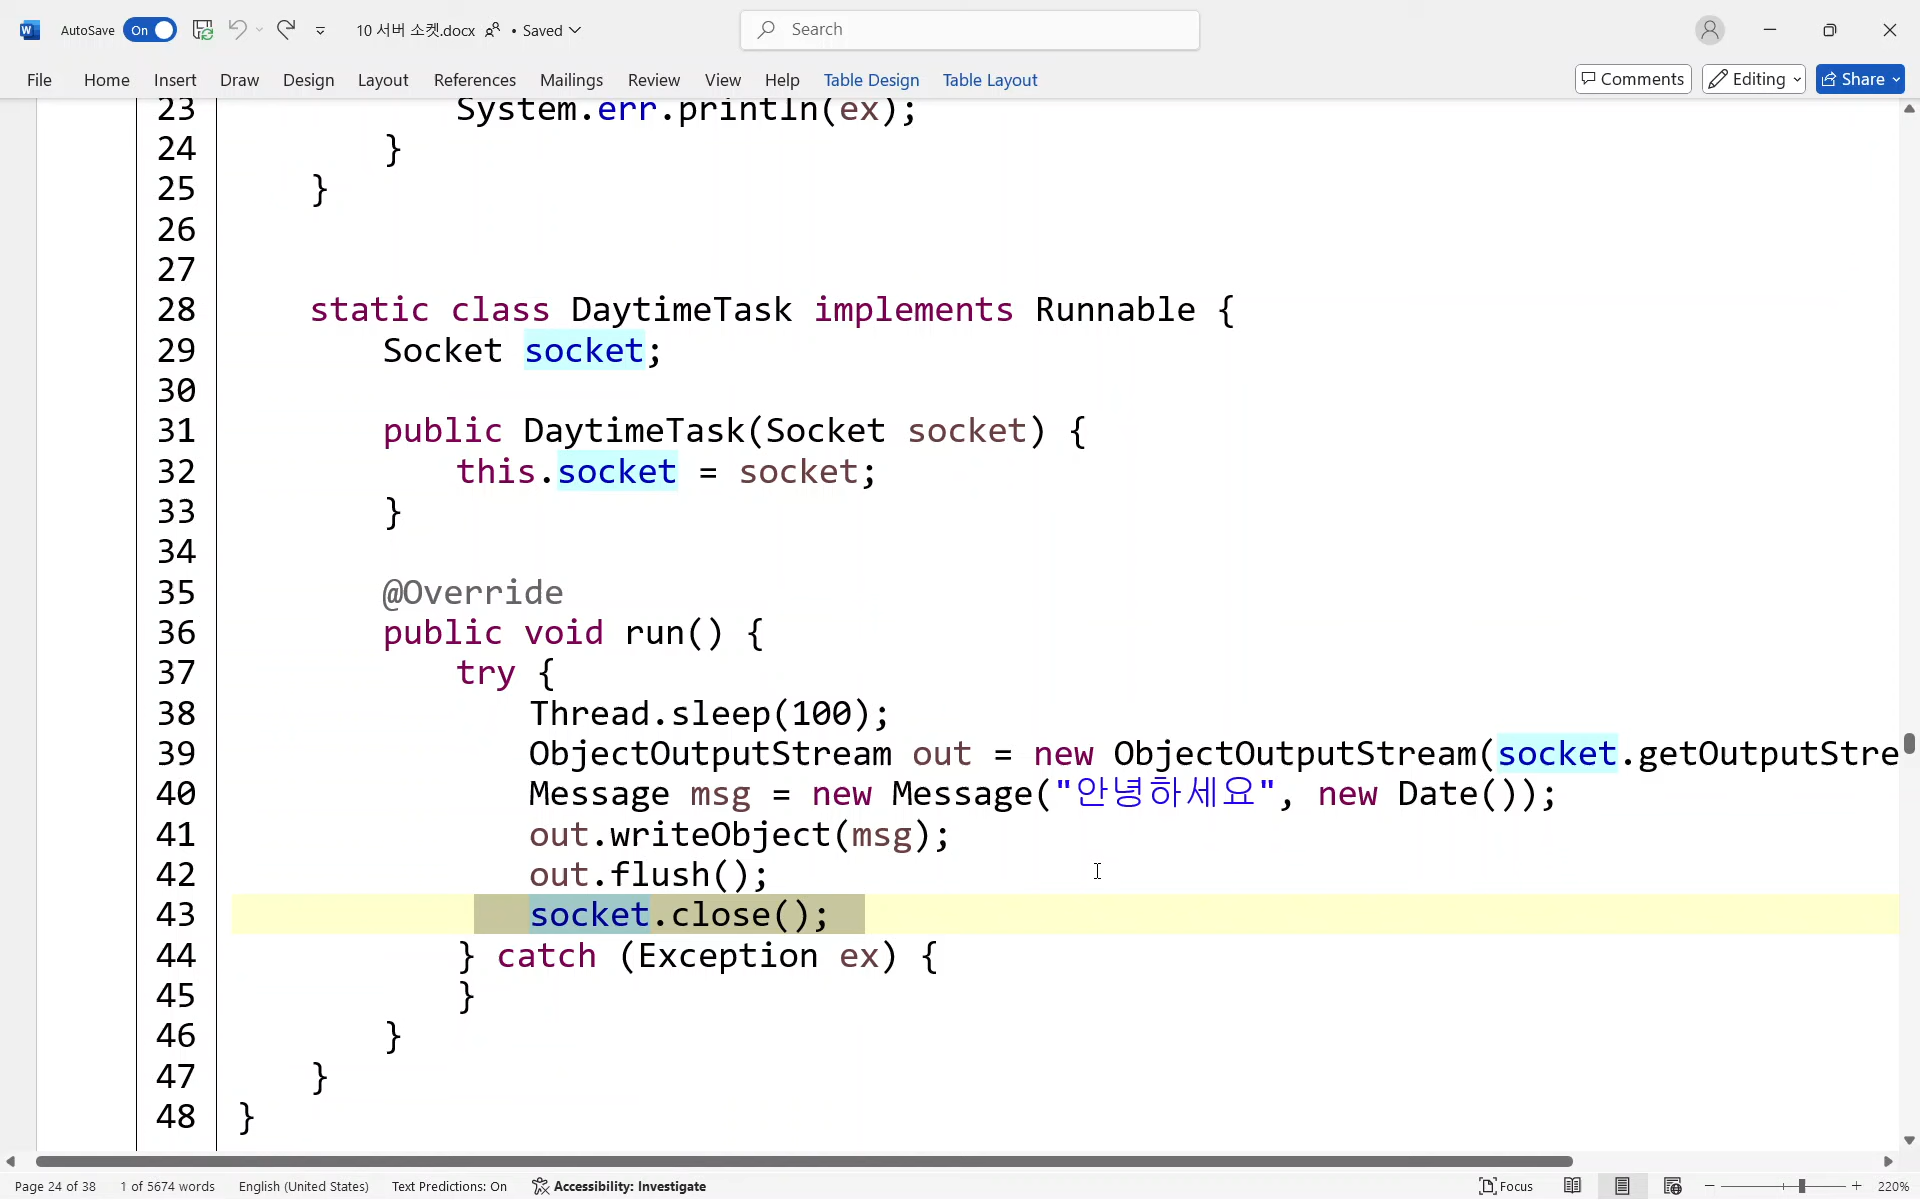 AutoSave On 10 서버 소켓.docx • Saved Search
File Home Insert Draw Design Layout References Mailings Review View Help Table Design Table Layout Comments Editing Share
23 System.err.println(ex);
24 }
25 }
26
27
28 static class DaytimeTask implements Runnable {
29 Socket socket;
30
31 public DaytimeTask(Socket socket) {
32 this.socket = socket;
33 }
34
35 @Override
36 public void run() {
37 try {
38 Thread.sleep(100);
39 ObjectOutputStream out = new ObjectOutputStream(socket.getOutputStre
40 Message msg = new Message("안녕하세요", new Date());
41 out.writeObject(msg);
42 out.flush();
43 socket.close();
44 } catch (Exception ex) {
45 }
46 }
47 }
48 }
Page 24 of 38 1 of 5674 words English (United States) Text Predictions: On Accessibility: Investigate Focus 220%